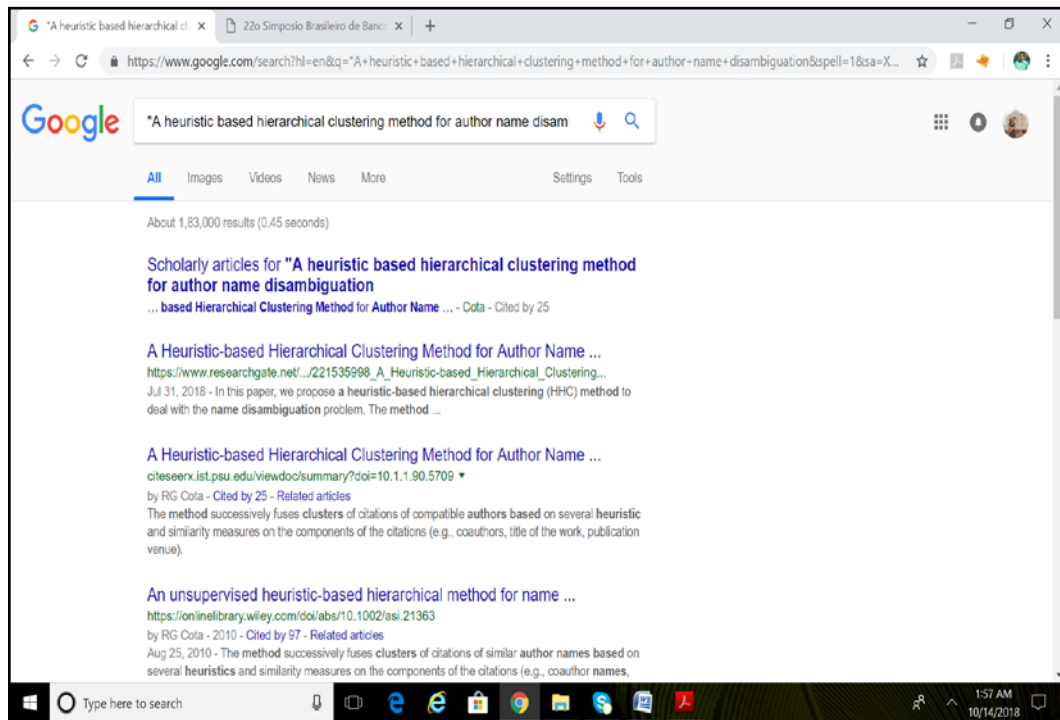 "A heuristic based hierarchical cl
22o Simposio Brasileiro de Banco
https://www.google.com/search?hl=en&q="A+heuristic+based+hierarchical+clustering+method+for+author+name+disambiguation&spell=1&sa=X...
Google
"A heuristic based hierarchical clustering method for author name disam
All Images Videos News More Settings Tools
About 1,83,000 results (0.45 seconds)
Scholarly articles for "A heuristic based hierarchical clustering method
for author name disambiguation
... based Hierarchical Clustering Method for Author Name ... - Cota - Cited by 25
A Heuristic-based Hierarchical Clustering Method for Author Name ...
https://www.researchgate.net/.../221535998_A_Heuristic-based_Hierarchical_Clustering...
Jul 31, 2018 - In this paper, we propose a heuristic-based hierarchical clustering (HHC) method to
deal with the name disambiguation problem. The method ...
A Heuristic-based Hierarchical Clustering Method for Author Name ...
citeseerx.ist.psu.edu/viewdoc/summary?doi=10.1.1.90.5709
by RG Cota - Cited by 25 - Related articles
The method successively fuses clusters of citations of compatible authors based on several heuristic
and similarity measures on the components of the citations (e.g., coauthors, title of the work, publication
venue).
An unsupervised heuristic-based hierarchical method for name ...
https://onlinelibrary.wiley.com/doi/abs/10.1002/asi.21363
by RG Cota - 2010 - Cited by 97 - Related articles
Aug 25, 2010 - The method successively fuses clusters of citations of similar author names based on
several heuristics and similarity measures on the components of the citations (e.g., coauthor names,
Type here to search
1:57 AM
10/14/2018